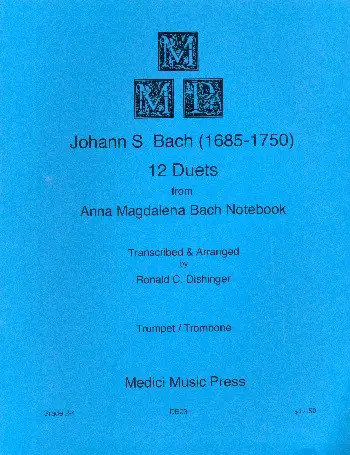 M
M PR
Johann S. Bach (1685-1750)
12 Duets
from
Anna Magdalena Bach Notebook
Transcribed & Arranged
by
Ronald C. Dishinger
Trumpet / Trombone
Medici Music Press